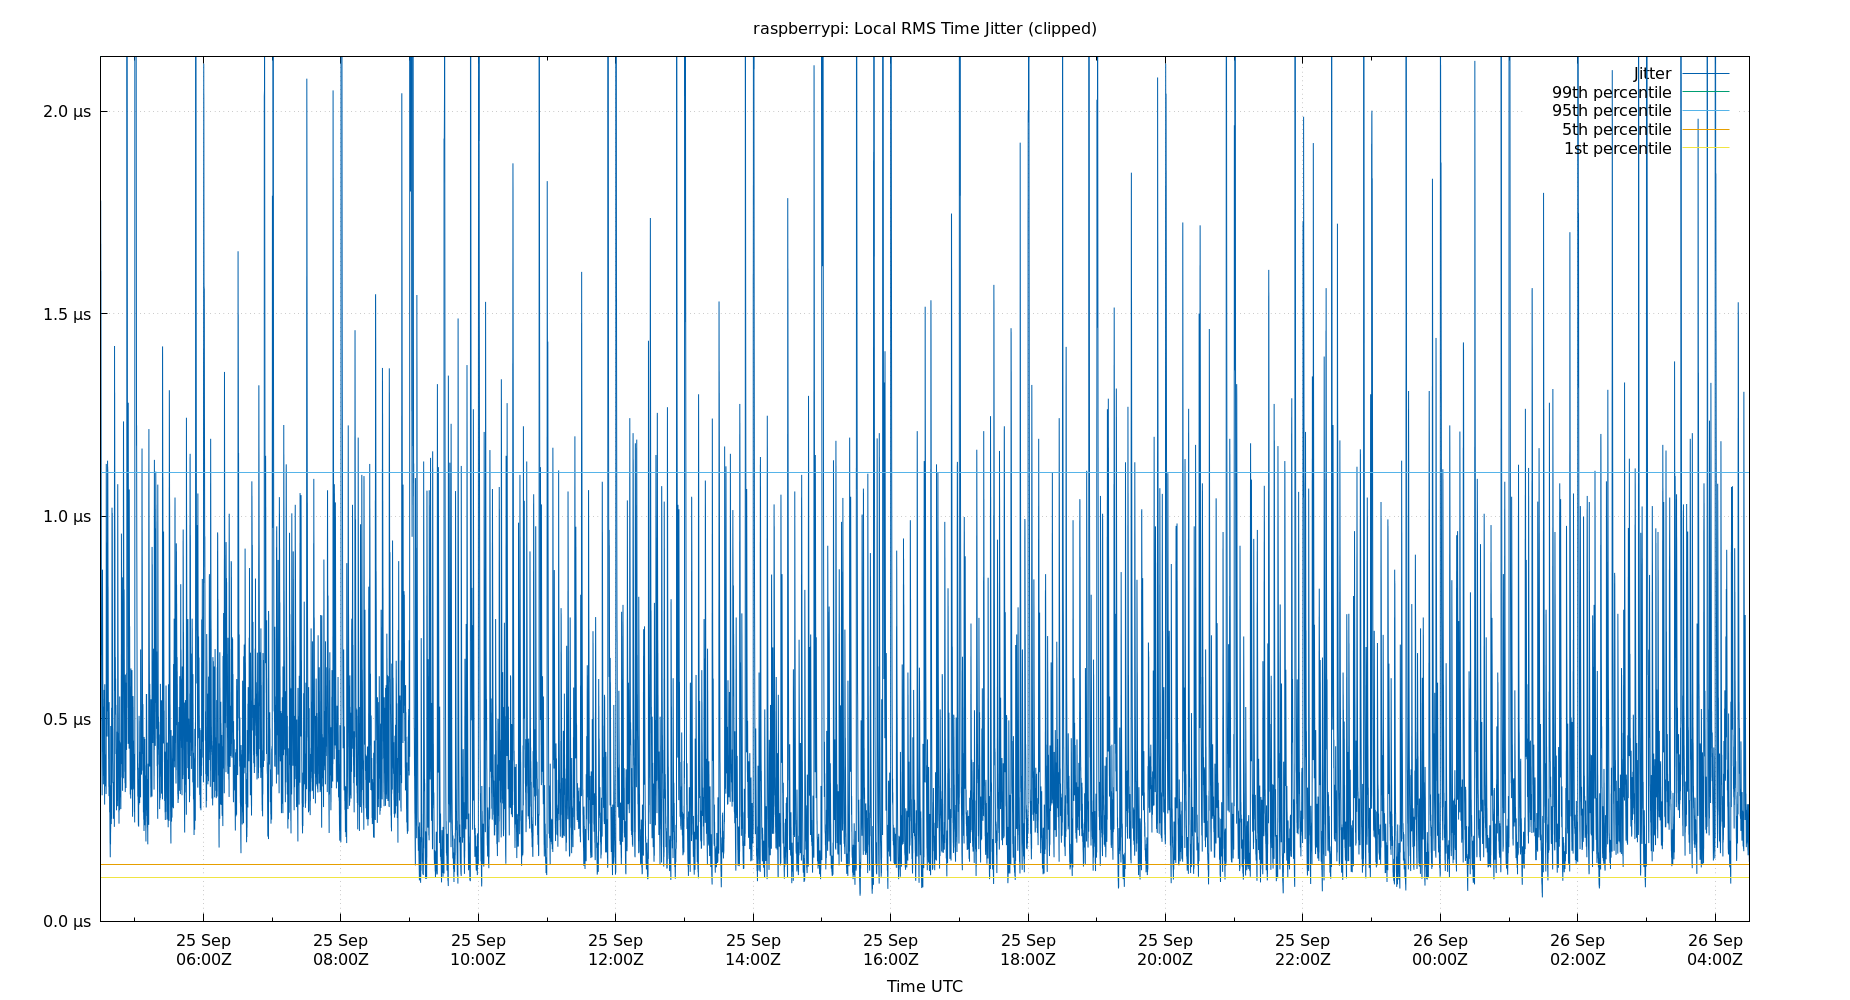 raspberrypi: Local RMS Time Jitter (clipped)
Jitter
99th percentile
95th percentile
5th percentile
1st percentile
2.0 μs
1.5 μs
1.0 μs
0.5 μs
0.0 μs
25 Sep 25 Sep 25 Sep 25 Sep 25 Sep 25 Sep 25 Sep 25 Sep 25 Sep 26 Sep 26 Sep 26 Sep
06:00Z 08:00Z 10:00Z 12:00Z 14:00Z 16:00Z 18:00Z 20:00Z 22:00Z 00:00Z 02:00Z 04:00Z
Time UTC